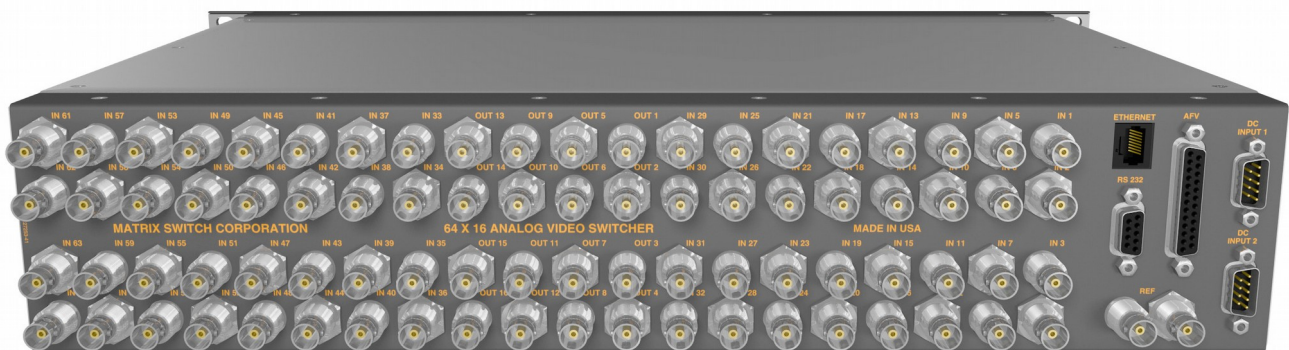 IN 61 IN 57 IN 53 IN 49 IN 45 IN 41 IN 37 IN 33 OUT 13 OUT 9 OUT 5 OUT 1 IN 29 IN 25 IN 21 IN 17 IN 13 IN 9 IN 5 IN 1
ETHERNET
AFV
DC
INPUT 1
IN 54 IN 50 IN 46 IN 42 IN 38 IN 34 OUT 14 OUT 10 OUT 6 OUT 2 IN 30 IN 26 22 18 14
RS 232
MATRIX SWITCH CORPORATION
64 X 16 ANALOG VIDEO SWITCHER
MADE IN USA
DC
INPUT 2
IN 63 IN 59 IN 55 IN 51 IN 47 IN 43 IN 39 IN 35 OUT 15 OUT 11 OUT 7 OUT 3 IN 31 IN 27 IN 23 IN 19 IN 15 IN 11 IN 7 IN 3
IN 44 IN 40 IN 36 OUT 16 OUT 12 OUT 8 OUT 4 32 28 24
REF